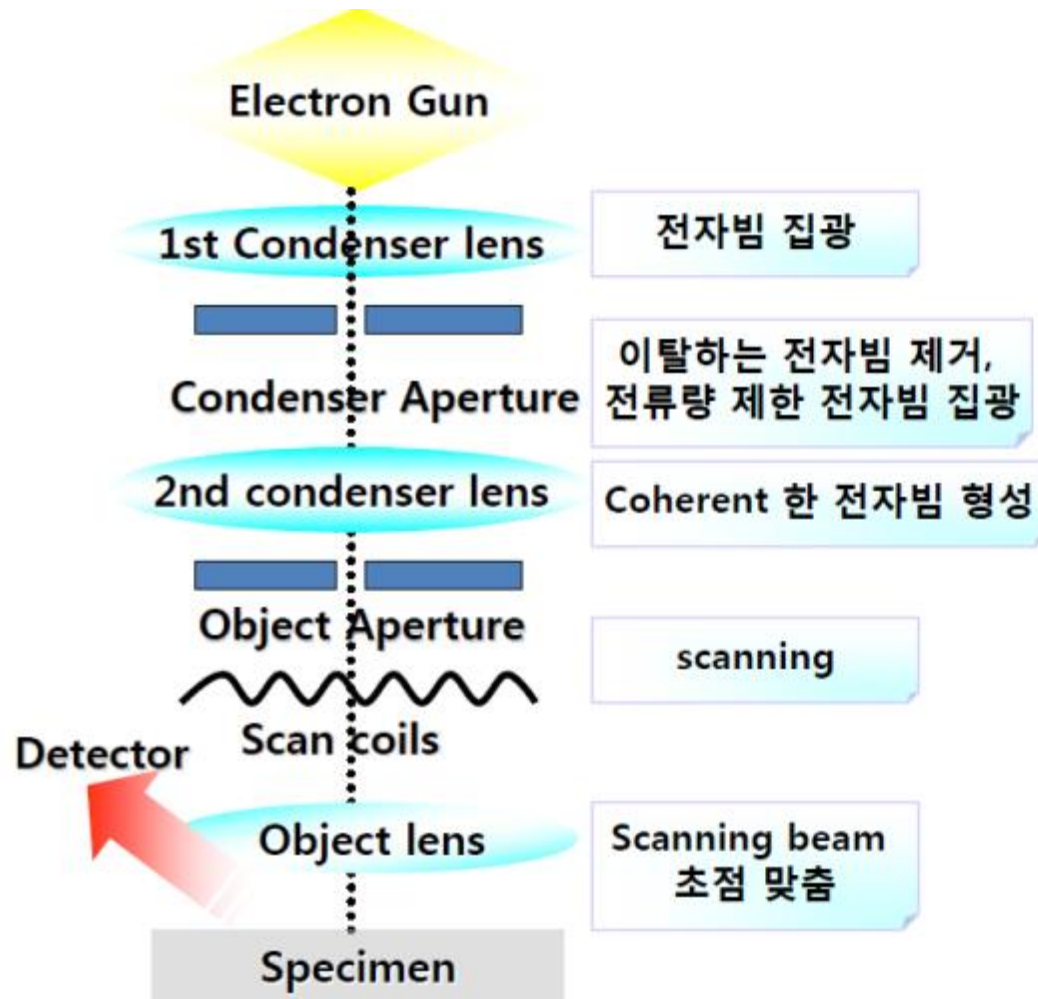 Electron Gun
1st Condenser lens
전자빔 집광
Condenser Aperture
이탈하는 전자빔 제거,
전류량 제한 전자빔 집광
2nd condenser lens
Coherent 한 전자빔 형성
Object Aperture
scanning
Scan coils
Detector
Object lens
Scanning beam
초점 맞춤
Specimen